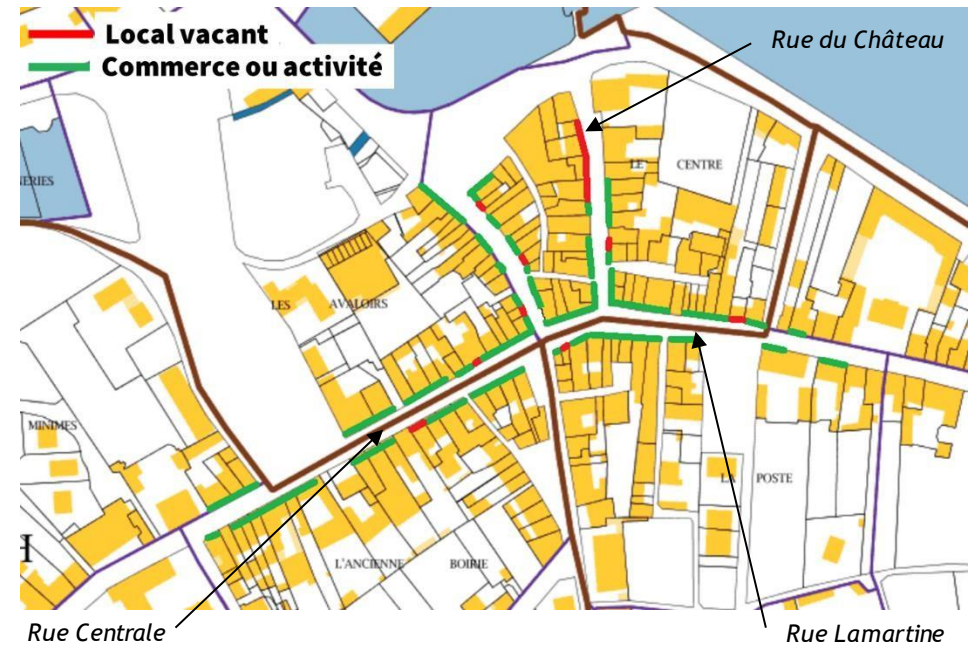 Local vacant
Commerce ou activité
Rue du Château
LE CENTRE
LES AVALOIRS
MINIMES
LA POSTE
L'ANCIENNE BOIRIE
Rue Centrale
Rue Lamartine